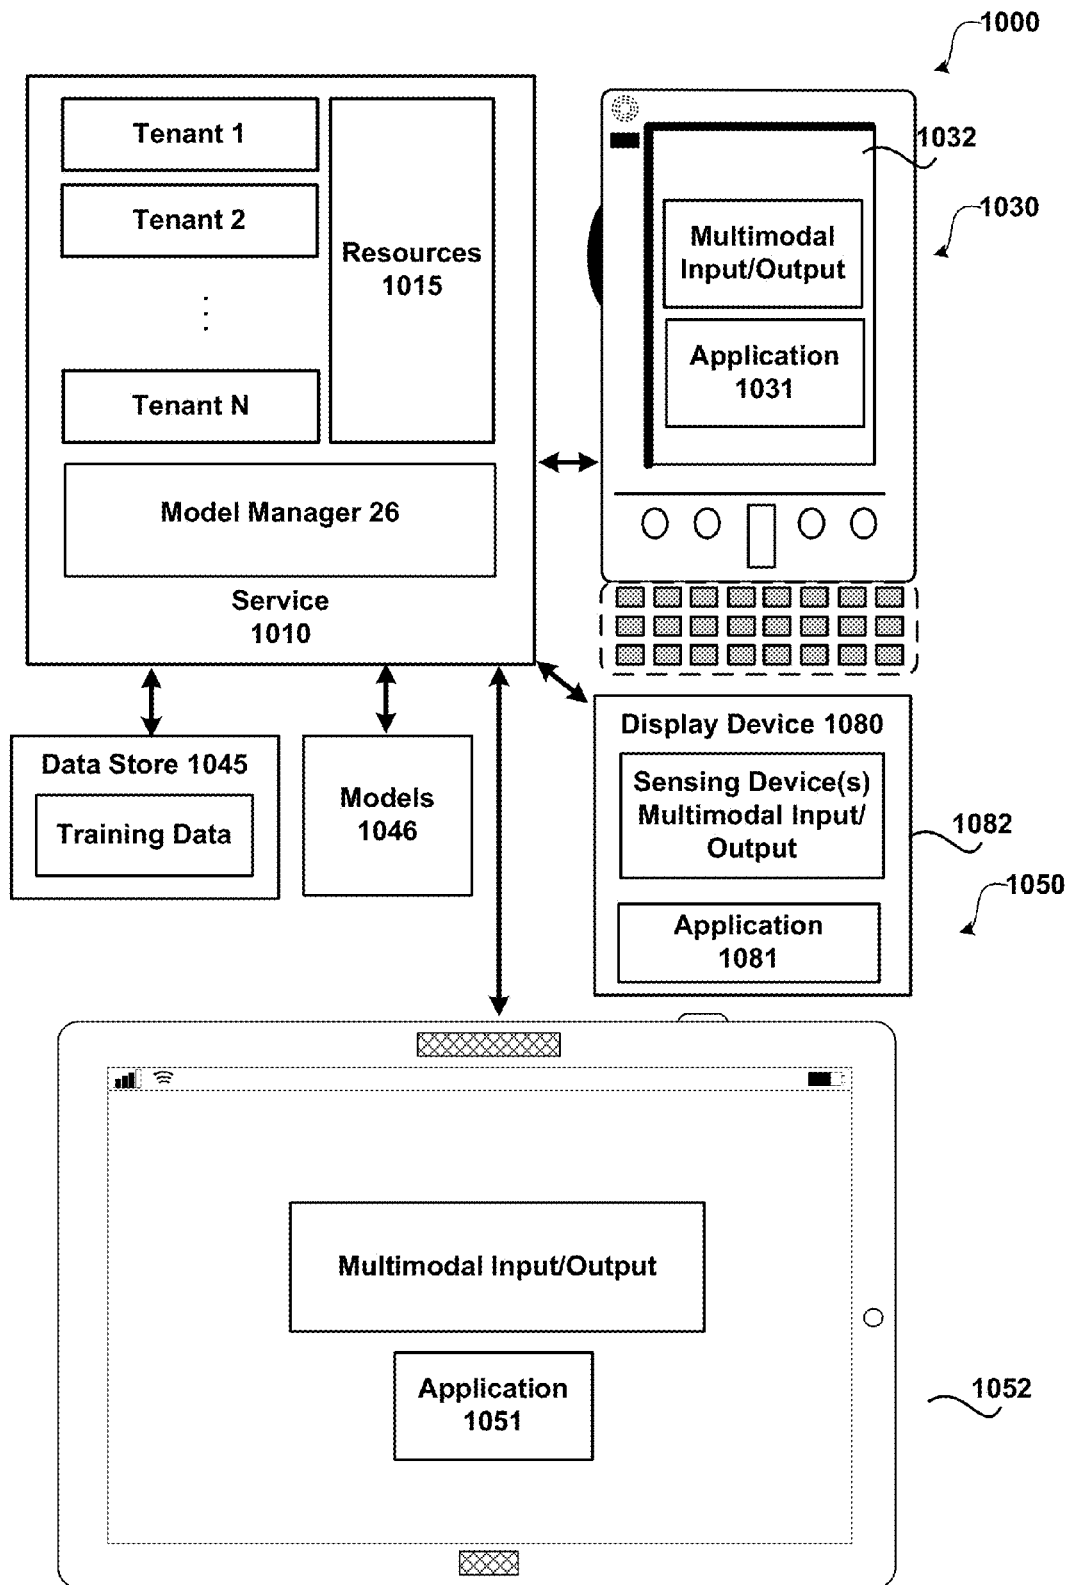 1000
Tenant 1
Tenant 2
Tenant N
Resources
1015
Model Manager 26
Service
1010
1032
1030
Multimodal
Input/Output
Application
1031
Data Store 1045
Training Data
Models
1046
Display Device 1080
Sensing Device(s)
Multimodal Input/
Output
1082
Application
1081
1050
Multimodal Input/Output
Application
1051
1052